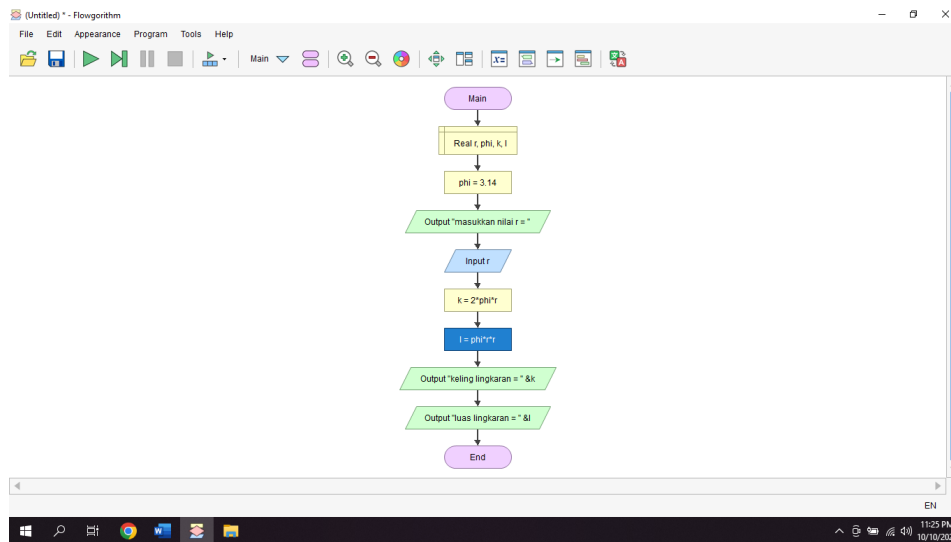 (Untitled) * - Flowgorithm
File Edit Appearance Program Tools Help
Main
X=
Main
Real r, phi, k, l
phi = 3.14
Output "masukkan nilai r = "
Input r
k = 2*phi*r
l = phi*r*r
Output "keling lingkaran = " &k
Output "luas lingkaran = " &l
End
EN
11:25 PM